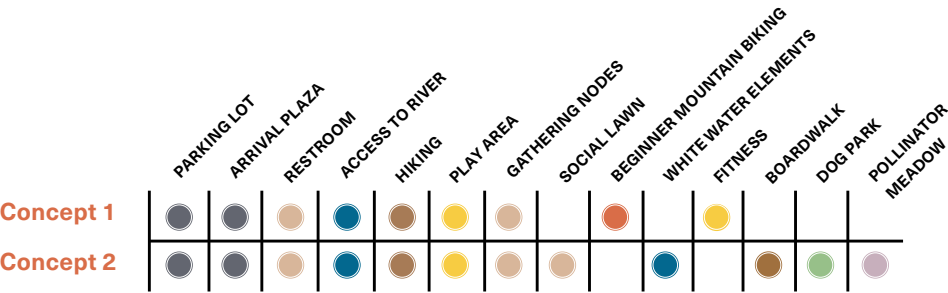 PARKING LOT
ARRIVAL PLAZA
RESTROOM
ACCESS TO RIVER
HIKING
PLAY AREA
GATHERING NODES
SOCIAL LAWN
BEGINNER MOUNTAIN BIKING
WHITE WATER ELEMENTS
FITNESS
BOARDWALK
DOG PARK
POLLINATOR
MEADOW
Concept 1
Concept 2